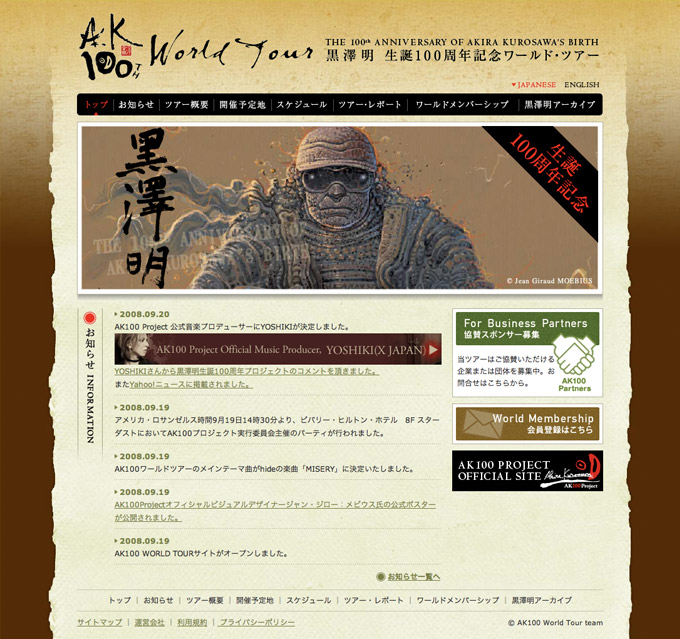 A.K 100TH World Tour
THE 100th ANNIVERSARY OF AKIRA KUROSAWA'S BIRTH
黒澤明 生誕100周年記念ワールド・ツアー
♥ JAPANESE ENGLISH
トップ お知らせ ツアー概要 開催予定地 スケジュール ツアー・レポート ワールドメンバーシップ 黒澤明アーカイブ
黒澤明
THE 100th ANNIVERSARY OF
AKIRA KUROSAWA'S BIRTH
生誕
100周年記念
© Jean Giraud MOEBIUS
お知らせ INFORMATION
2008.09.20
AK100 Project 公式音楽プロデューサーにYOSHIKIが決定しました。
AK100 Project Official Music Producer, YOSHIKI(X JAPAN)
YOSHIKIさんから黒澤明生誕100周年プロジェクトのコメントを頂きました。
またYahoo!ニュースに掲載されました。
2008.09.19
アメリカ・ロサンゼルス時間9月19日14時30分より、ビバリー・ヒルトン・ホテル 8F スター
ダストにおいてAK100プロジェクト実行委員会主催のパーティが行われました。
2008.09.19
AK100ワールドツアーのメインテーマ曲がhideの楽曲「MISERY」に決定いたしました。
2008.09.19
AK100Projectオフィシャルビジュアルデザイナージャン・ジロー:メビウス氏の公式ポスター
が公開されました。
2008.09.19
AK100 WORLD TOURサイトがオープンしました。
お知らせ一覧へ
For Business Partners
協賛スポンサー募集
当ツアーはご協賛いただける
企業または団体を募集中。お
問合せはこちらから。
AK100
Partners
World Membership
会員登録はこちら
AK100 PROJECT
OFFICIAL SITE
AK100Project
トップ | お知らせ | ツアー概要 | 開催予定地 | スケジュール | ツアー・レポート | ワールドメンバーシップ | 黒澤明アーカイブ
サイトマップ | 運営会社 | 利用規約 | プライバシーポリシー
© AK100 World Tour team